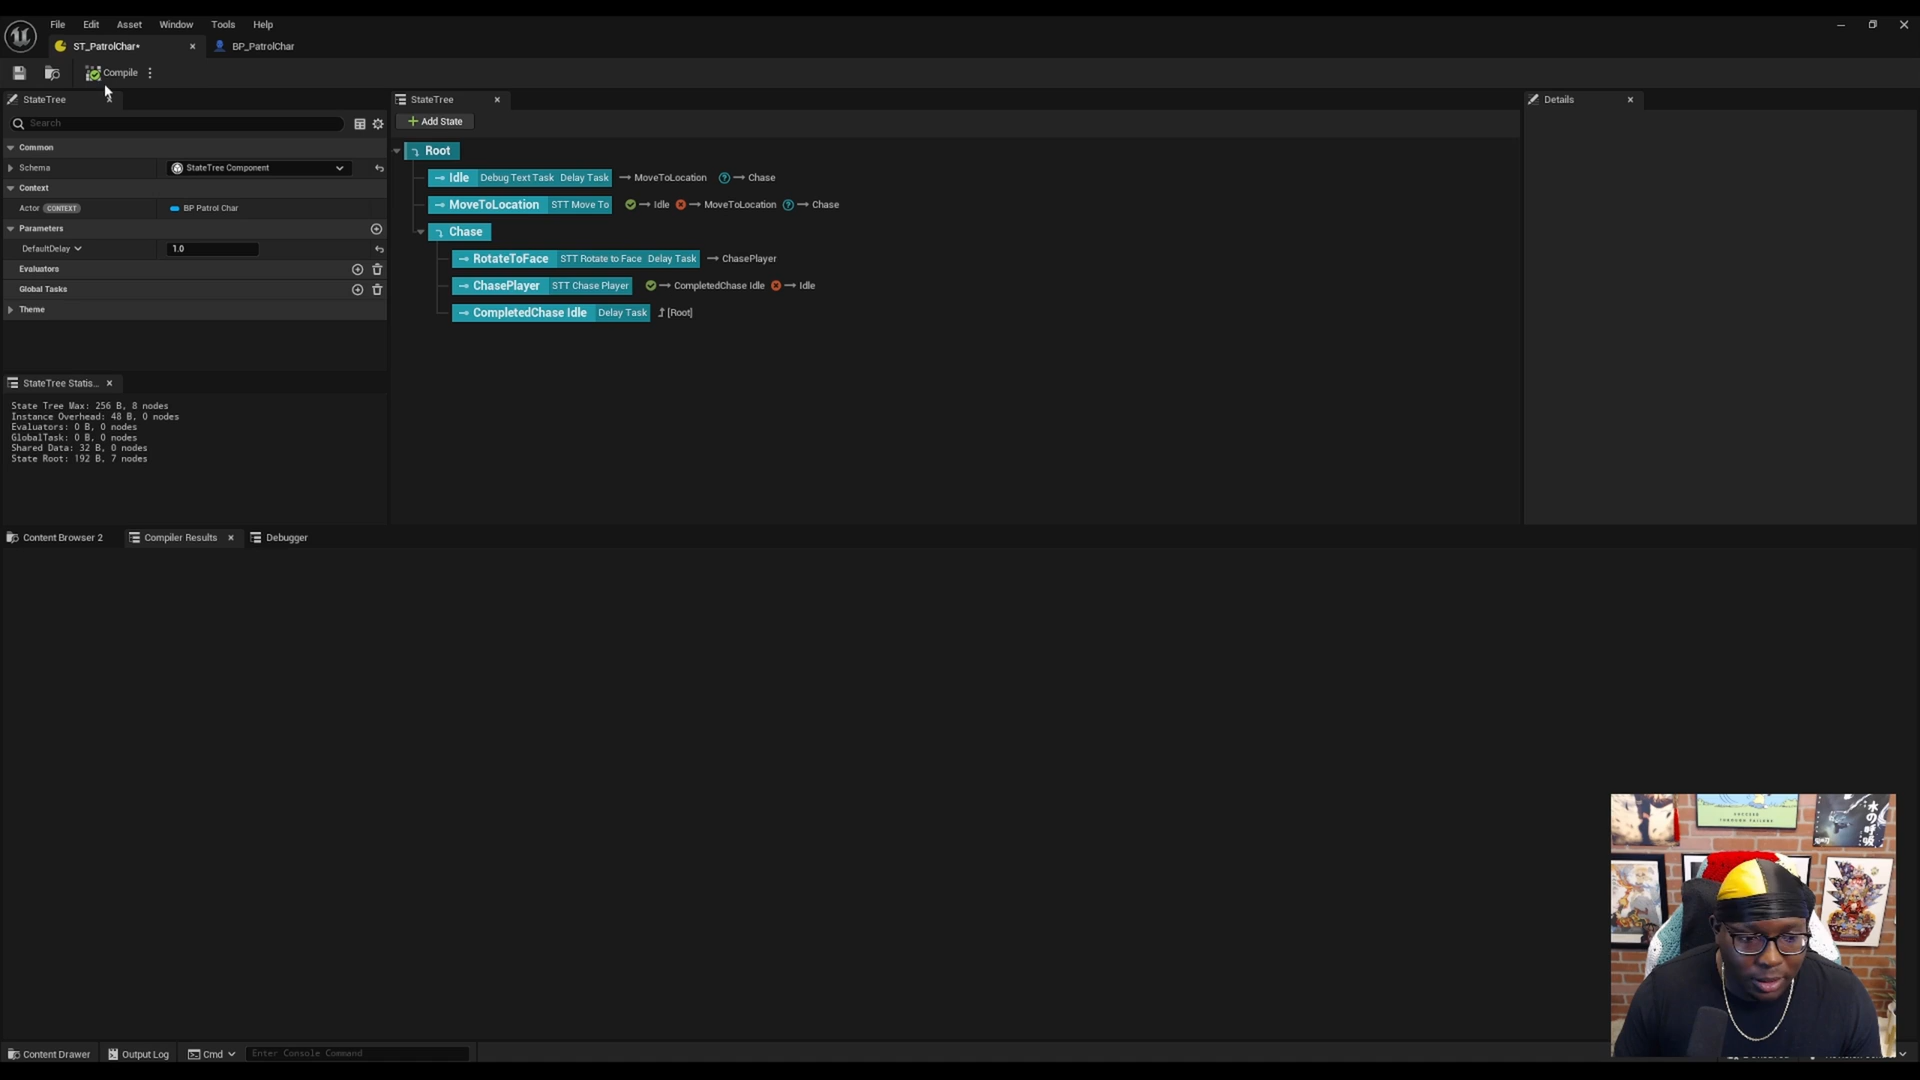 File Edit Asset Window Tools Help
ST_PatrolChar* BP_PatrolChar
Compile
StateTree
Search
Common
Schema StateTree Component
Context
Actor CONTEXT BP Patrol Char
Parameters
DefaultDelay 1.0
Evaluators
Global Tasks
Theme
StateTree Statis...
State Tree Max: 256 B, 8 nodes
Instance Overhead: 48 B, 0 nodes
Evaluators: 0 B, 0 nodes
GlobalTask: 0 B, 0 nodes
Shared Data: 32 B, 0 nodes
State Root: 192 B, 7 nodes
StateTree
Add State
Root
Idle Debug Text Task Delay Task MoveToLocation Chase
MoveToLocation STT Move To Idle MoveToLocation Chase
Chase
RotateToFace STT Rotate to Face Delay Task ChasePlayer
ChasePlayer STT Chase Player CompletedChase Idle Idle
CompletedChase Idle Delay Task [Root]
Details
Content Browser 2 Compiler Results Debugger
水の呼吸
THROUGH FAILURE
Content Drawer Output Log Cmd Enter Console Command